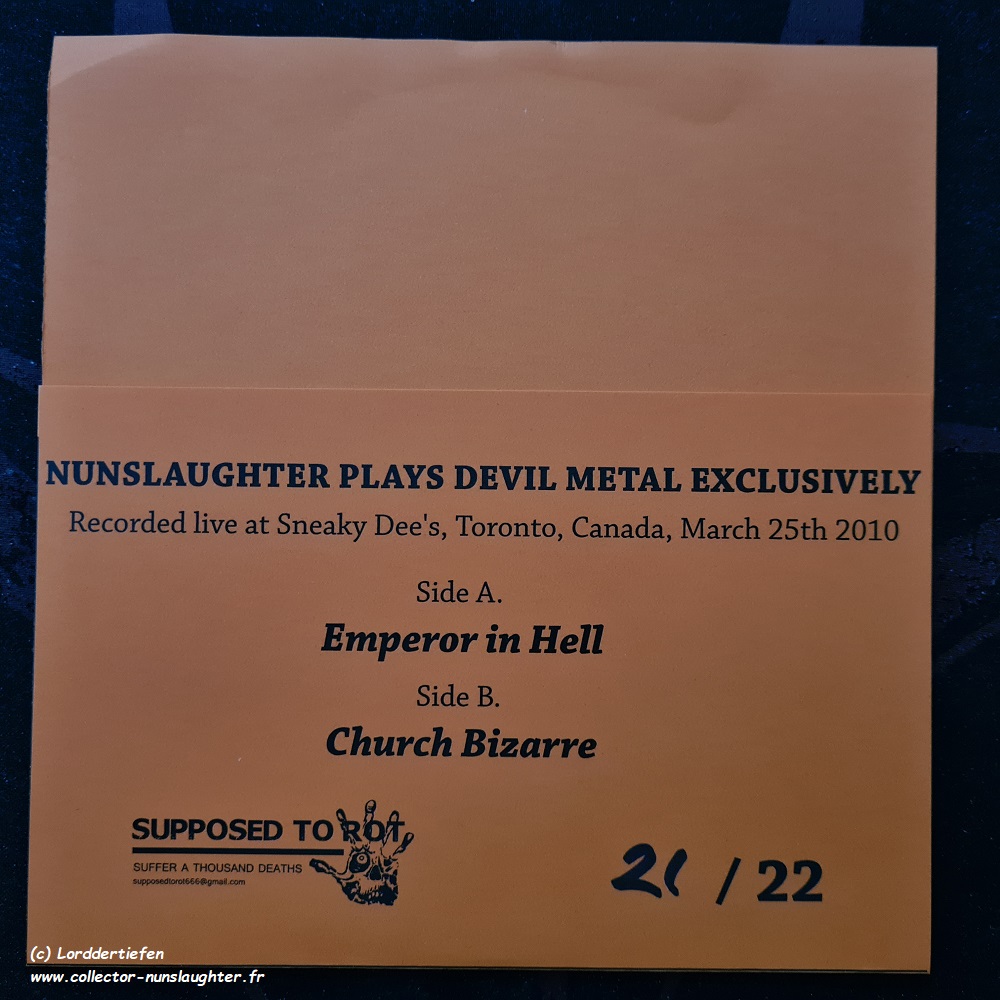 NUNSLAUGHTER PLAYS DEVIL METAL EXCLUSIVELY
Recorded live at Sneaky Dee's, Toronto, Canada, March 25th 2010
Side A.
Emperor in Hell
Side B.
Church Bizarre
SUPPOSED TO ROT
SUFFER A THOUSAND DEATHS
supposedtorot666@gmail.com
21 / 22
(c) Lorddertiefen
www.collector-nunslaughter.fr